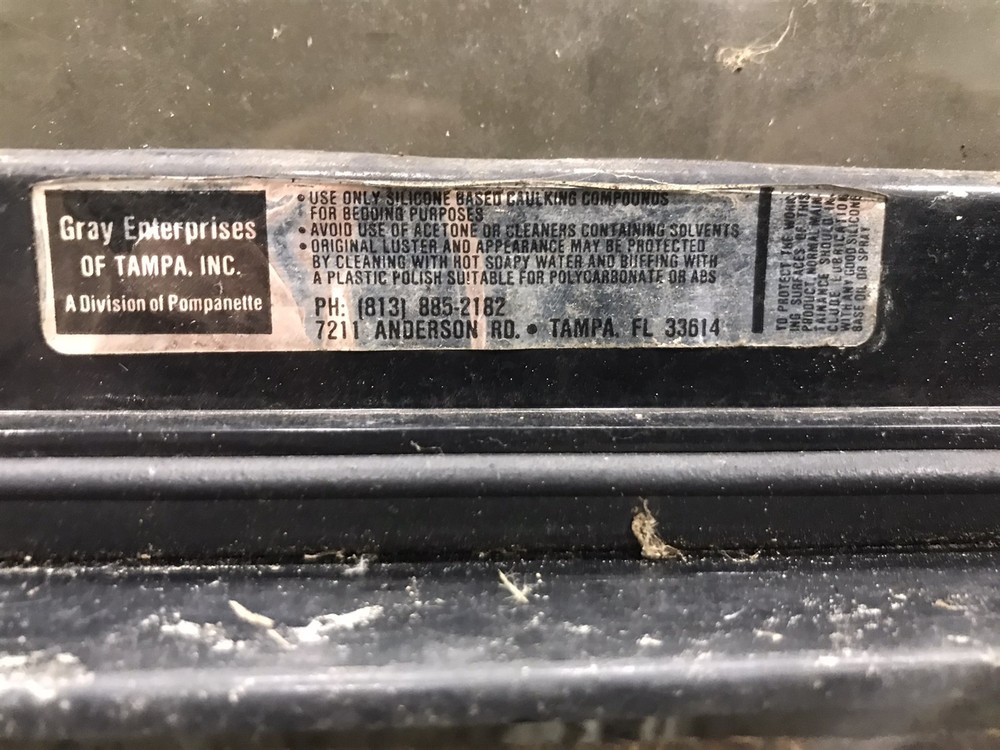 Gray Enterprises
OF TAMPA, INC.
A Division of Pompanette
• USE ONLY SILICONE BASED CAULKING COMPOUNDS
FOR BEDDING PURPOSES
• AVOID USE OF ACETONE OR CLEANERS CONTAINING SOLVENTS
• ORIGINAL LUSTER AND APPEARANCE MAY BE PROTECTED
BY CLEANING WITH HOT SOAPY WATER AND BUFFING WITH
A PLASTIC POLISH SUITABLE FOR POLYCARBONATE OR ABS
PH: (813) 885-2182
7211 ANDERSON RD. • TAMPA, FL 33614
TO PROTECT THE WORK-
ING SURFACES OF THIS
PRODUCT, NORMAL MAIN-
TAINANCE SHOULD IN-
CLUDE LUBRICATION
WITH ANY GOOD SILICONE
BASE OIL OR SPRAY